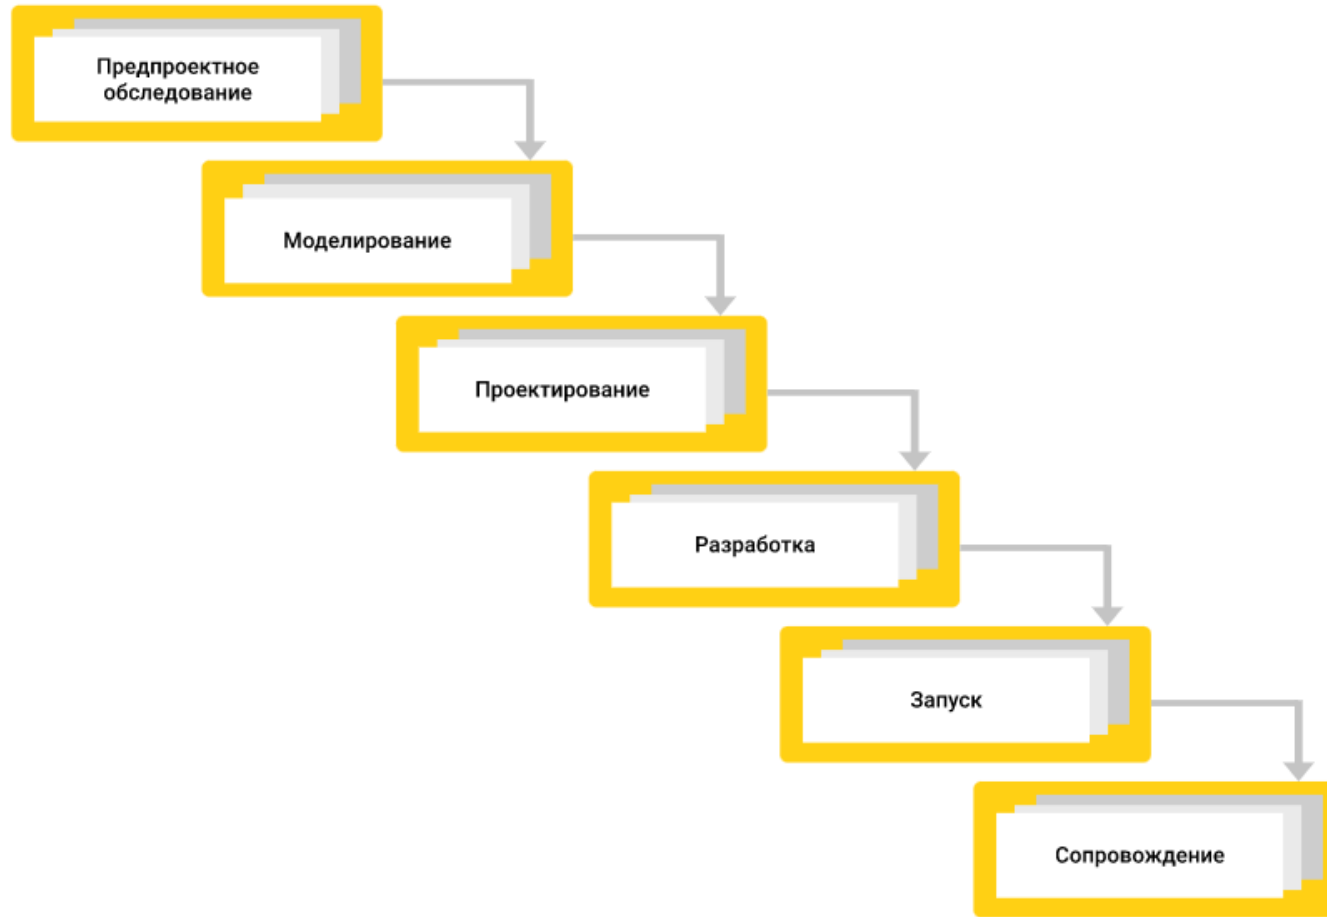 Предпроектное
обследование
Моделирование
Проектирование
Разработка
Запуск
Сопровождение